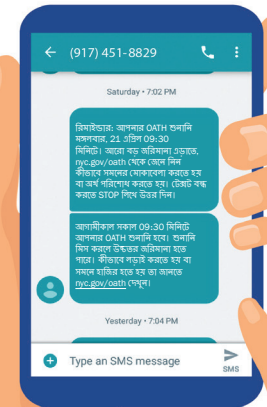 (917) 451-8829
Saturday • 7:02 PM
রিমাইন্ডার: আপনার OATH শুনানি
মঙ্গলবার, 21 এপ্রিল 09:30
মিনিটে। আরো বড় জরিমানা এড়াতে,
nyc.gov/oath থেকে জেনে নিন
কীভাবে সমনের মোকাবেলা করতে হয়
বা অর্থ পরিশোধ করতে হয়। টেক্সট বন্ধ
করতে STOP লিখে উত্তর দিন।
আগামীকাল সকাল 09:30 মিনিটে
আপনার OATH শুনানি হবে। শুনানি
মিস করলে উচ্চতর জরিমানা হতে
পারে। কীভাবে লড়াই করতে হয় বা
সমনে হাজির হতে হয় তা জানতে
nyc.gov/oath দেখুন।
Yesterday • 7:04 PM
Type an SMS message
SMS